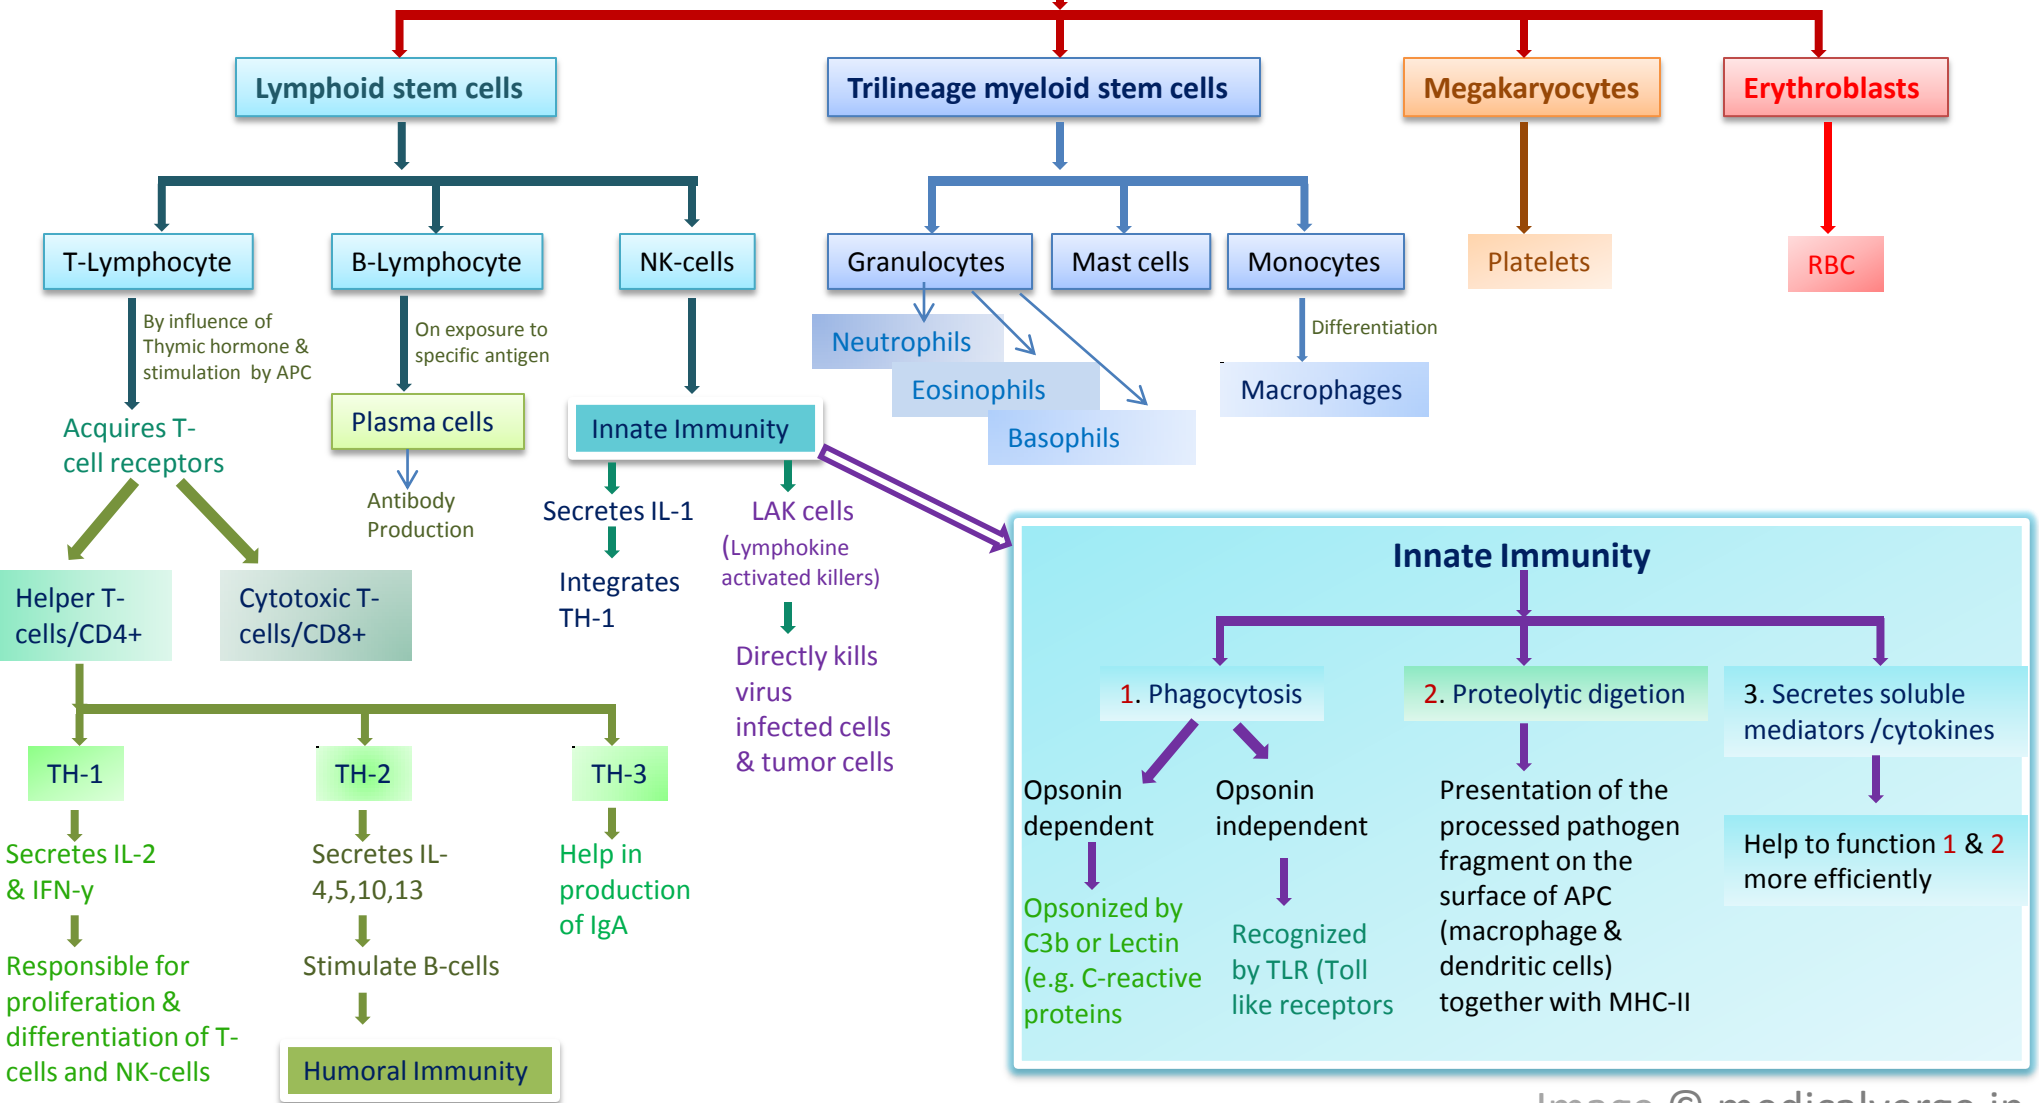 Lymphoid stem cells
Trilineage myeloid stem cells
Megakaryocytes
Erythroblasts
T-Lymphocyte
B-Lymphocyte
NK-cells
Granulocytes
Mast cells
Monocytes
Platelets
RBC
By influence of
Thymic hormone &
stimulation by APC
On exposure to
specific antigen
Neutrophils
Eosinophils
Basophils
Differentiation
Macrophages
Acquires T-
cell receptors
Plasma cells
Antibody
Production
Innate Immunity
Secretes IL-1
Integrates
TH-1
LAK cells
(Lymphokine
activated killers)
Directly kills
virus
infected cells
& tumor cells
Helper T-
cells/CD4+
Cytotoxic T-
cells/CD8+
TH-1
TH-2
TH-3
Secretes IL-2
& IFN-y
Responsible for
proliferation &
differentiation of T-
cells and NK-cells
Secretes IL-
4,5,10,13
Stimulate B-cells
Humoral Immunity
Help in
production
of IgA
Innate Immunity
1. Phagocytosis
2. Proteolytic digetion
3. Secretes soluble
mediators /cytokines
Opsonin
dependent
Opsonized by
C3b or Lectin
(e.g. C-reactive
proteins
Opsonin
independent
Recognized
by TLR (Toll
like receptors
Presentation of the
processed pathogen
fragment on the
surface of APC
(macrophage &
dendritic cells)
together with MHC-II
Help to function 1 & 2
more efficiently
Image © medicalverge.in